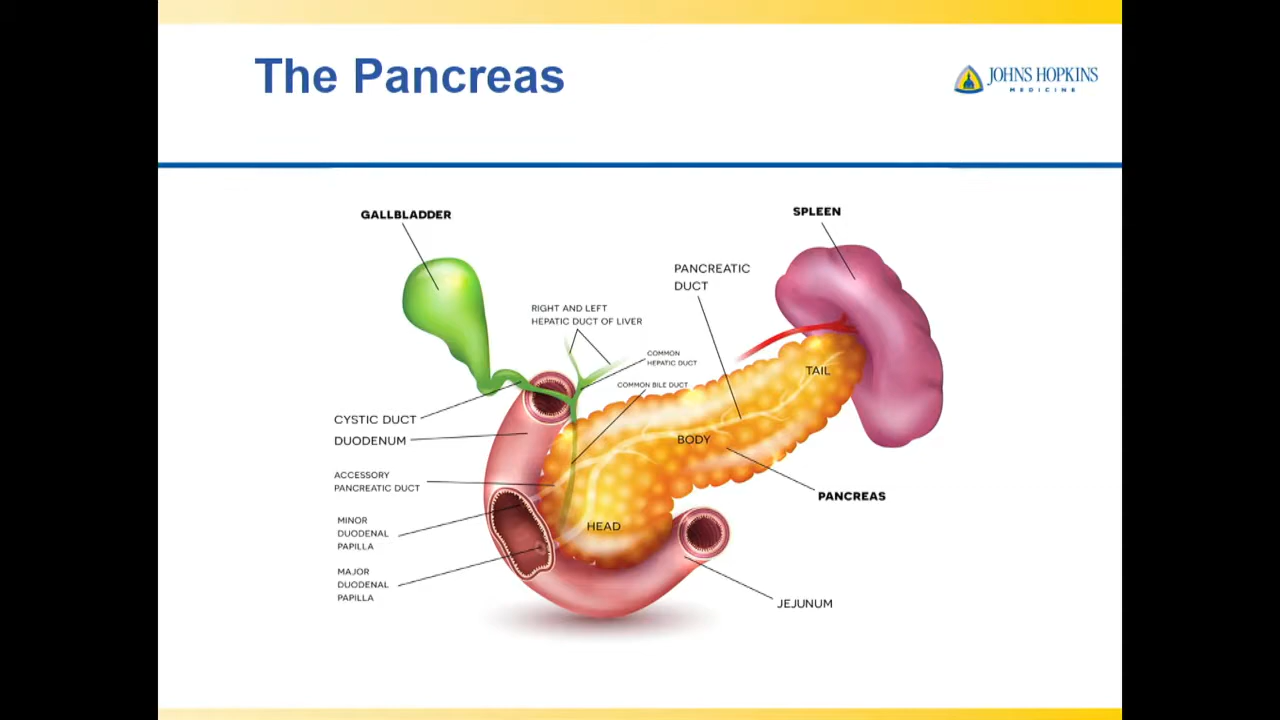 The Pancreas
JOHNS HOPKINS
MEDICINE
GALLBLADDER
SPLEEN
PANCREATIC
DUCT
RIGHT AND LEFT
HEPATIC DUCT OF LIVER
COMMON
HEPATIC DUCT
COMMON BILE DUCT
TAIL
CYSTIC DUCT
DUODENUM
BODY
ACCESSORY
PANCREATIC DUCT
PANCREAS
MINOR
DUODENAL
PAPILLA
HEAD
MAJOR
DUODENAL
PAPILLA
JEJUNUM